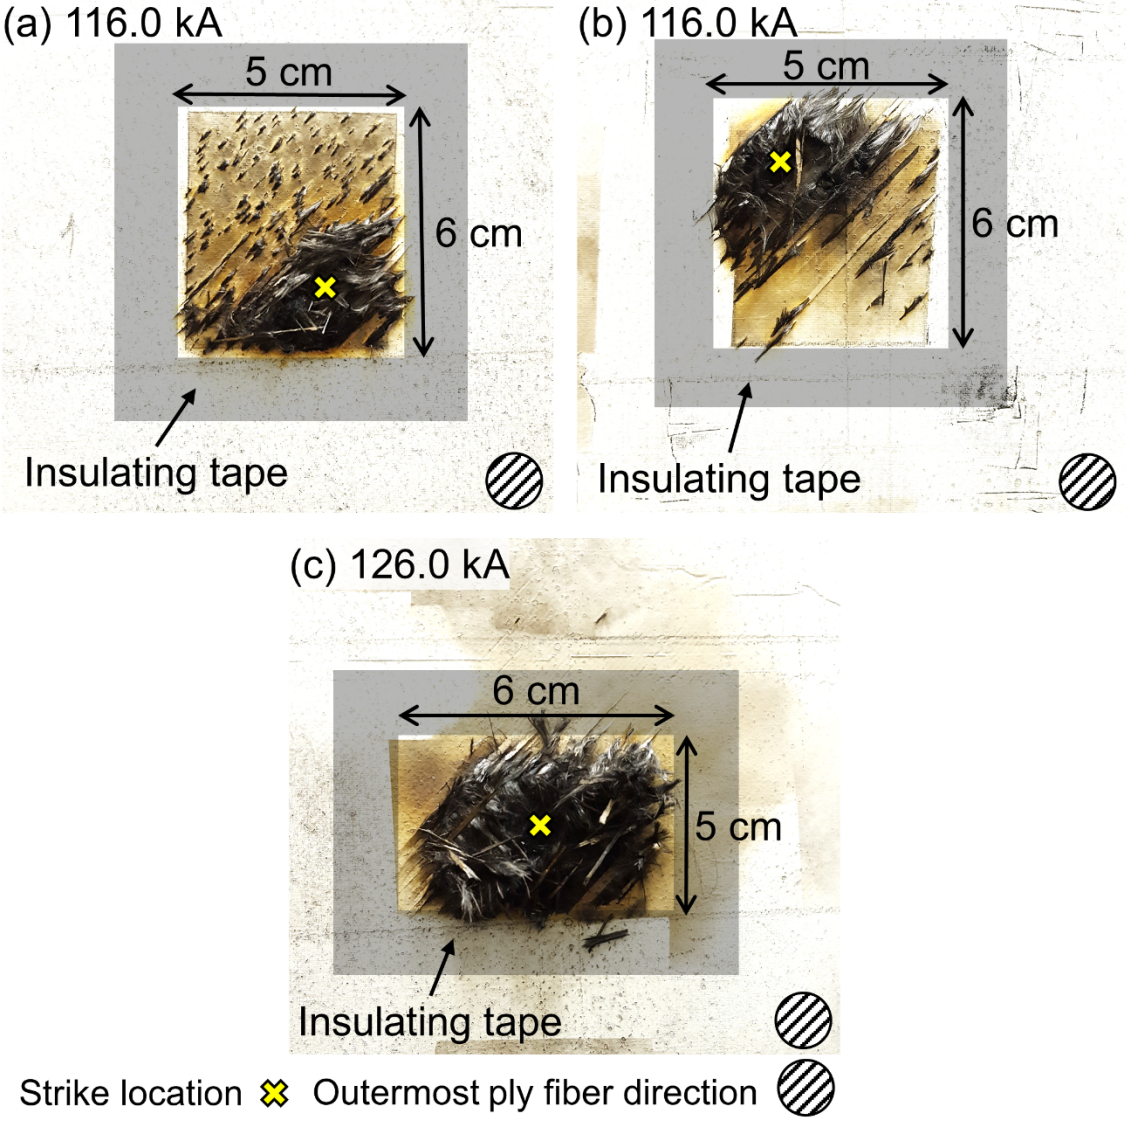 (a) 116.0 kA
5 cm
6 cm
Insulating tape
(b) 116.0 kA
5 cm
6 cm
Insulating tape
(c) 126.0 kA
6 cm
5 cm
Insulating tape
Strike location
Outermost ply fiber direction